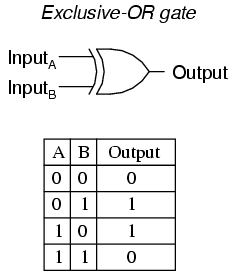 Exclusive-OR gate
InputA
Output
InputB
A B Output
0 0 0
0 1 1
1 0 1
1 1 0